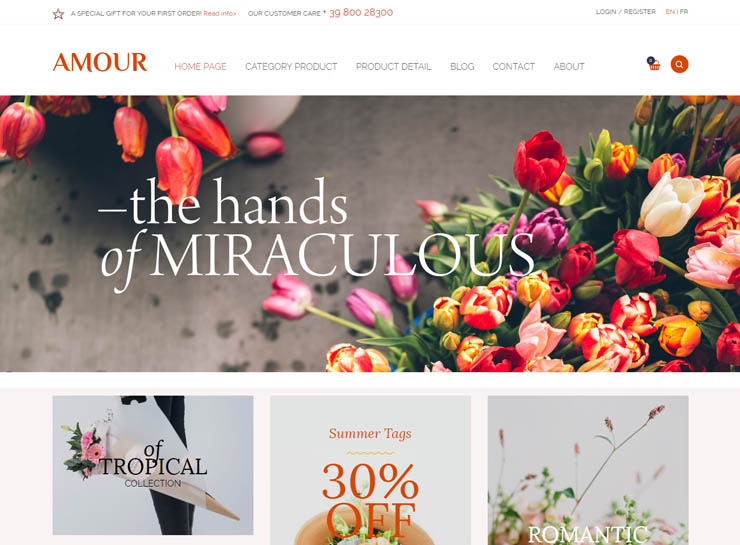 A SPECIAL GIFT FOR YOUR FIRST ORDER! Read info» OUR CUSTOMER CARE + 39 800 28300 LOGIN / REGISTER EN | FR
AMOUR HOME PAGE CATEGORY PRODUCT PRODUCT DETAIL BLOG CONTACT ABOUT 0
–the hands
of MIRACULOUS
of
TROPICAL
COLLECTION
Summer Tags
30%
OFF
ROMANTIC